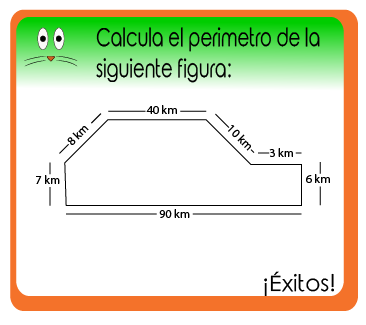 Calcula el perimetro de la
siguiente figura:
40 km
8 km
10 km
3 km
7 km
6 km
90 km
¡Éxitos!